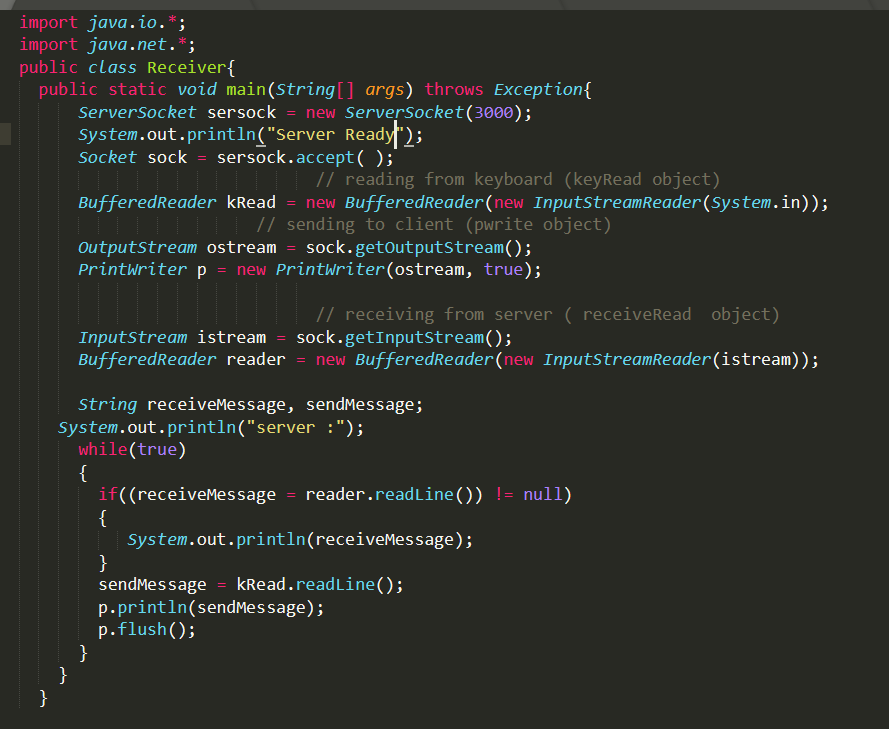 import java.io.*;
import java.net.*;
public class Receiver{
public static void main(String[] args) throws Exception{
ServerSocket sersock = new ServerSocket(3000);
System.out.println("Server Ready");
Socket sock = sersock.accept( );
// reading from keyboard (keyRead object)
BufferedReader kRead = new BufferedReader(new InputStreamReader(System.in));
// sending to client (pwrite object)
OutputStream ostream = sock.getOutputStream();
PrintWriter p = new PrintWriter(ostream, true);
// receiving from server ( receiveRead  object)
InputStream istream = sock.getInputStream();
BufferedReader reader = new BufferedReader(new InputStreamReader(istream));
String receiveMessage, sendMessage;
System.out.println("server :");
while(true)
{
if((receiveMessage = reader.readLine()) != null)
{
System.out.println(receiveMessage);
}
sendMessage = kRead.readLine();
p.println(sendMessage);
p.flush();
}
}
}